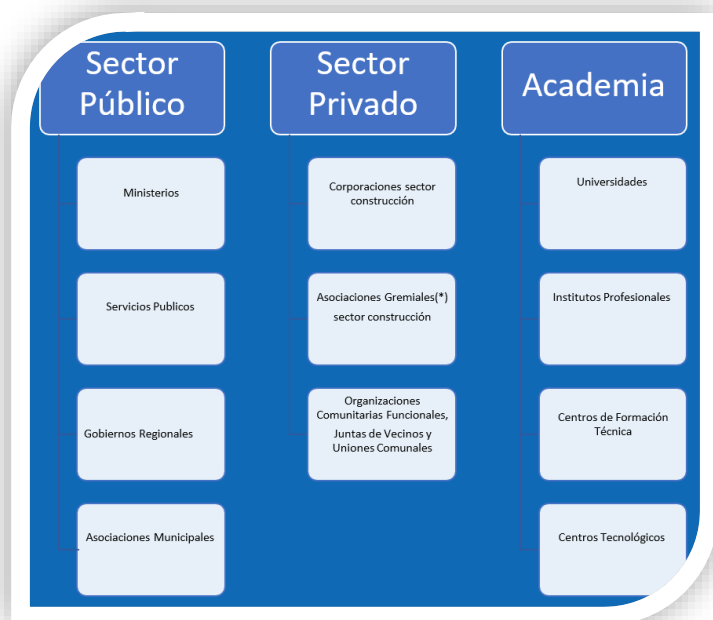 Sector
Público
Ministerios
Servicios Publicos
Gobiernos Regionales
Asociaciones Municipales
Sector
Privado
Corporaciones sector
construcción
Asociaciones Gremiales(*)
sector construcción
Organizaciones
Comunitarias Funcionales,
Juntas de Vecinos y
Uniones Comunales
Academia
Universidades
Institutos Profesionales
Centros de Formación
Técnica
Centros Tecnológicos